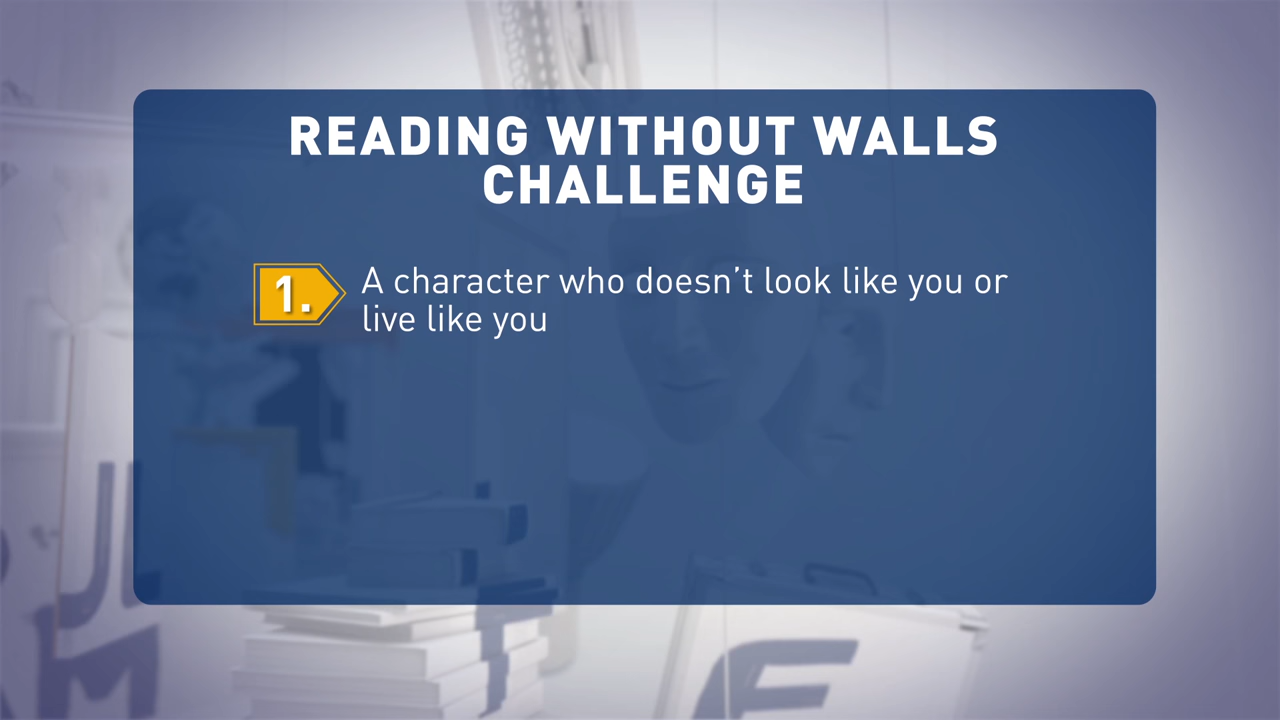 READING WITHOUT WALLS
CHALLENGE
1. A character who doesn’t look like you or
live like you